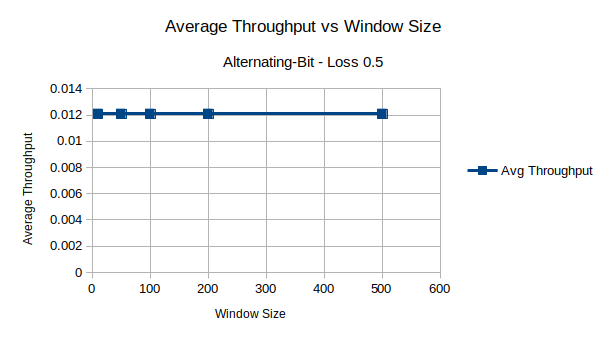 Average Throughput vs Window Size
Alternating-Bit - Loss 0.5
0.014
0.012
0.01
0.008
0.006
0.004
0.002
0
Average Throughput
0 100 200 300 400 500 600
Window Size
Avg Throughput